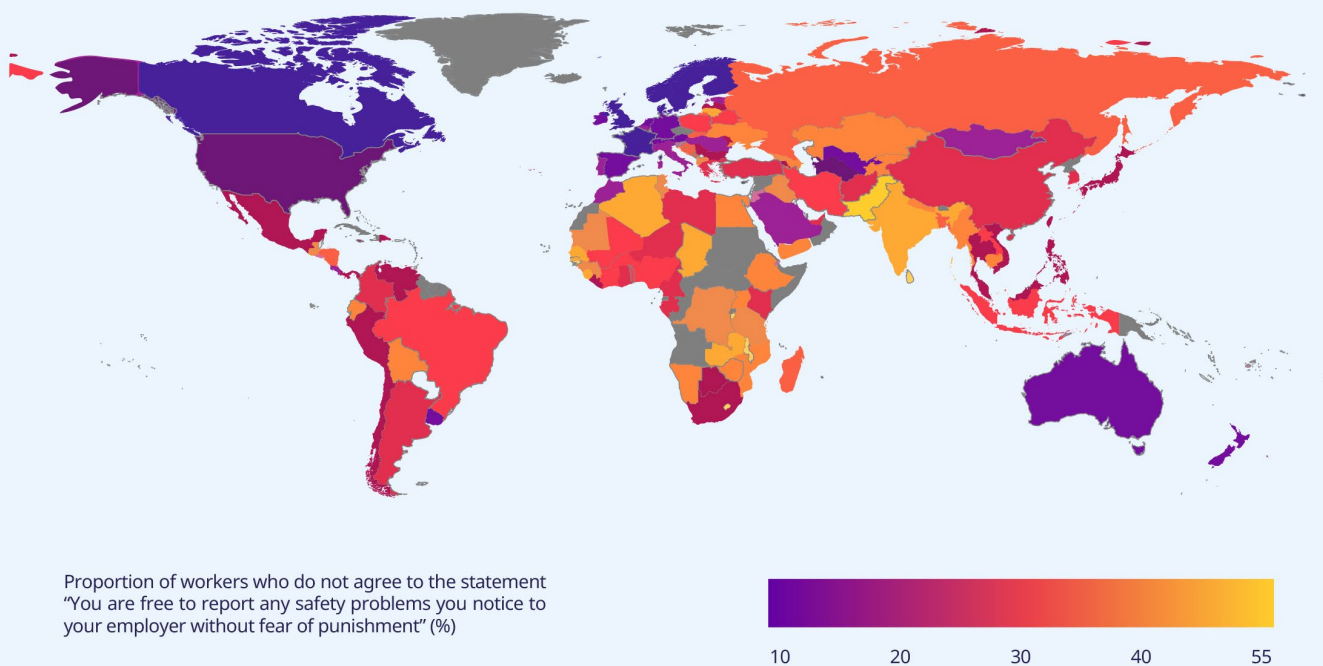 Proportion of workers who do not agree to the statement
“You are free to report any safety problems you notice to
your employer without fear of punishment” (%)
10 20 30 40 55